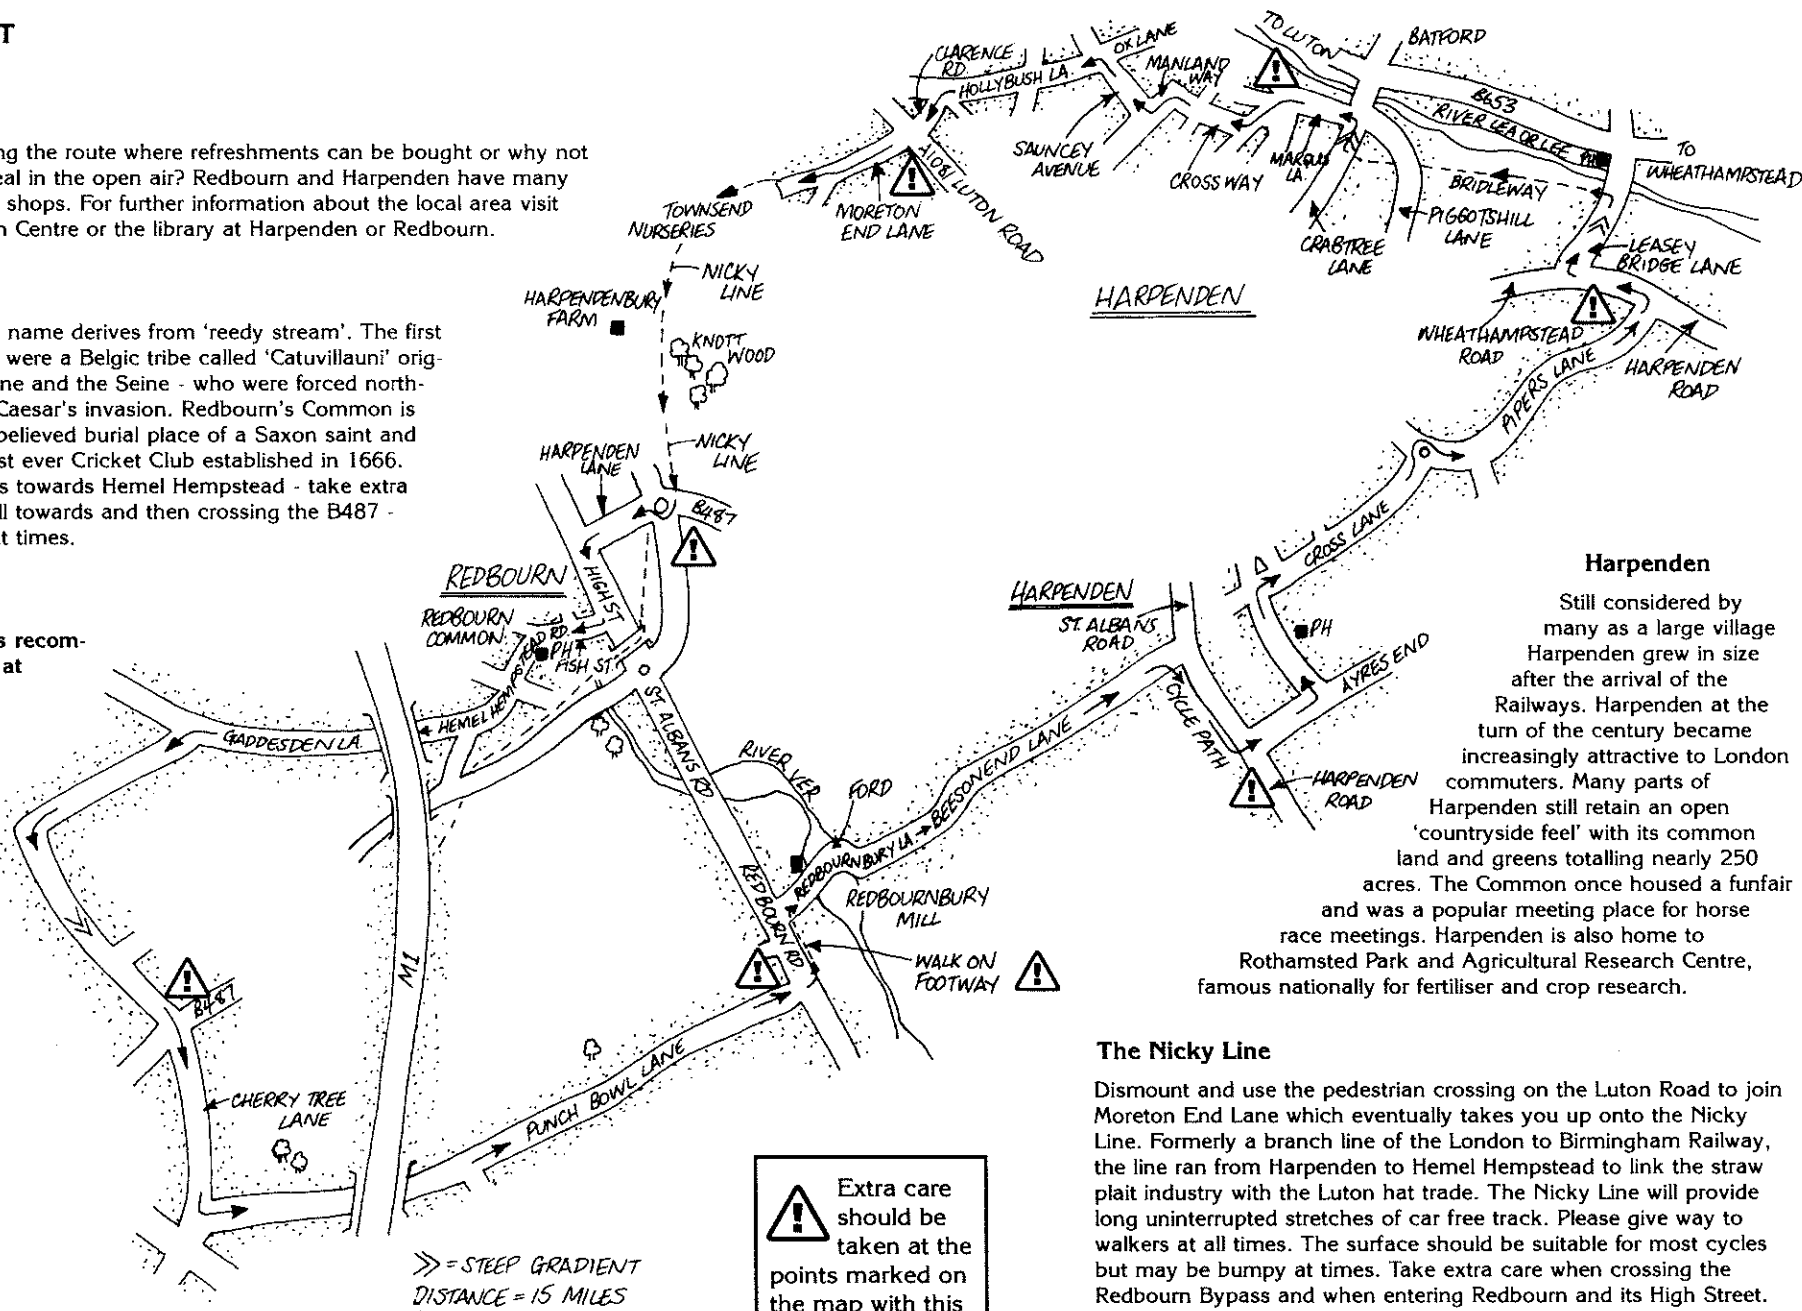 T
ng the route where refreshments can be bought or why not
eal in the open air? Redbourn and Harpenden have many
shops. For further information about the local area visit
n Centre or the library at Harpenden or Redbourn.
name derives from 'reedy stream'. The first
were a Belgic tribe called 'Catuvillauni' orig-
ne and the Seine - who were forced north-
Caesar's invasion. Redbourn's Common is
believed burial place of a Saxon saint and
st ever Cricket Club established in 1666.
s towards Hemel Hempstead - take extra
ll towards and then crossing the B487 -
t times.
s recom-
at
CLARENCE
RD.
HOLLYBUSH LA.
OX LANE
MANLAND
WAY
TO LUTON
BATFORD
B653
RIVER LEA OR LEE
PH
TO
WHEATHAMPSTEAD
SAUNCEY
AVENUE
CROSSWAY
MARQUIS
LA.
BRIDLEWAY
PIGGOTSHILL
LANE
CRABTREE
LANE
LEASEY
BRIDGE LANE
A1081 LUTON ROAD
MORETON
END LANE
TOWNSEND
NURSERIES
NICKY
LINE
HARPENDENBURY
FARM
KNOTT
WOOD
NICKY
LINE
HARPENDEN
WHEATHAMPSTEAD
ROAD
HARPENDEN
ROAD
PIPERS LANE
CROSS LANE
HARPENDEN
LANE
B487
REDBOURN
HIGH ST.
REDBOURN
COMMON
PH
FISH ST.
HEMEL HEMPSTEAD RD.
GADDESDEN LA.
ST. ALBANS RD.
RIVER VER
FORD
HARPENDEN
ST. ALBANS
ROAD
PH
AYRES END
CYCLE PATH
HARPENDEN
ROAD
BEESONEND LANE
REDBOURNBURY LA.
REDBOURNBURY
MILL
REDBOURN RD
WALK ON
FOOTWAY
M1
B487
CHERRY TREE
LANE
PUNCH BOWL LANE
>> = STEEP GRADIENT
DISTANCE = 15 MILES
! Extra care
should be
taken at the
points marked on
the map with this
Harpenden
Still considered by
many as a large village
Harpenden grew in size
after the arrival of the
Railways. Harpenden at the
turn of the century became
increasingly attractive to London
commuters. Many parts of
Harpenden still retain an open
'countryside feel' with its common
land and greens totalling nearly 250
acres. The Common once housed a funfair
and was a popular meeting place for horse
race meetings. Harpenden is also home to
Rothamsted Park and Agricultural Research Centre,
famous nationally for fertiliser and crop research.
The Nicky Line
Dismount and use the pedestrian crossing on the Luton Road to join
Moreton End Lane which eventually takes you up onto the Nicky
Line. Formerly a branch line of the London to Birmingham Railway,
the line ran from Harpenden to Hemel Hempstead to link the straw
plait industry with the Luton hat trade. The Nicky Line will provide
long uninterrupted stretches of car free track. Please give way to
walkers at all times. The surface should be suitable for most cycles
but may be bumpy at times. Take extra care when crossing the
Redbourn Bypass and when entering Redbourn and its High Street.